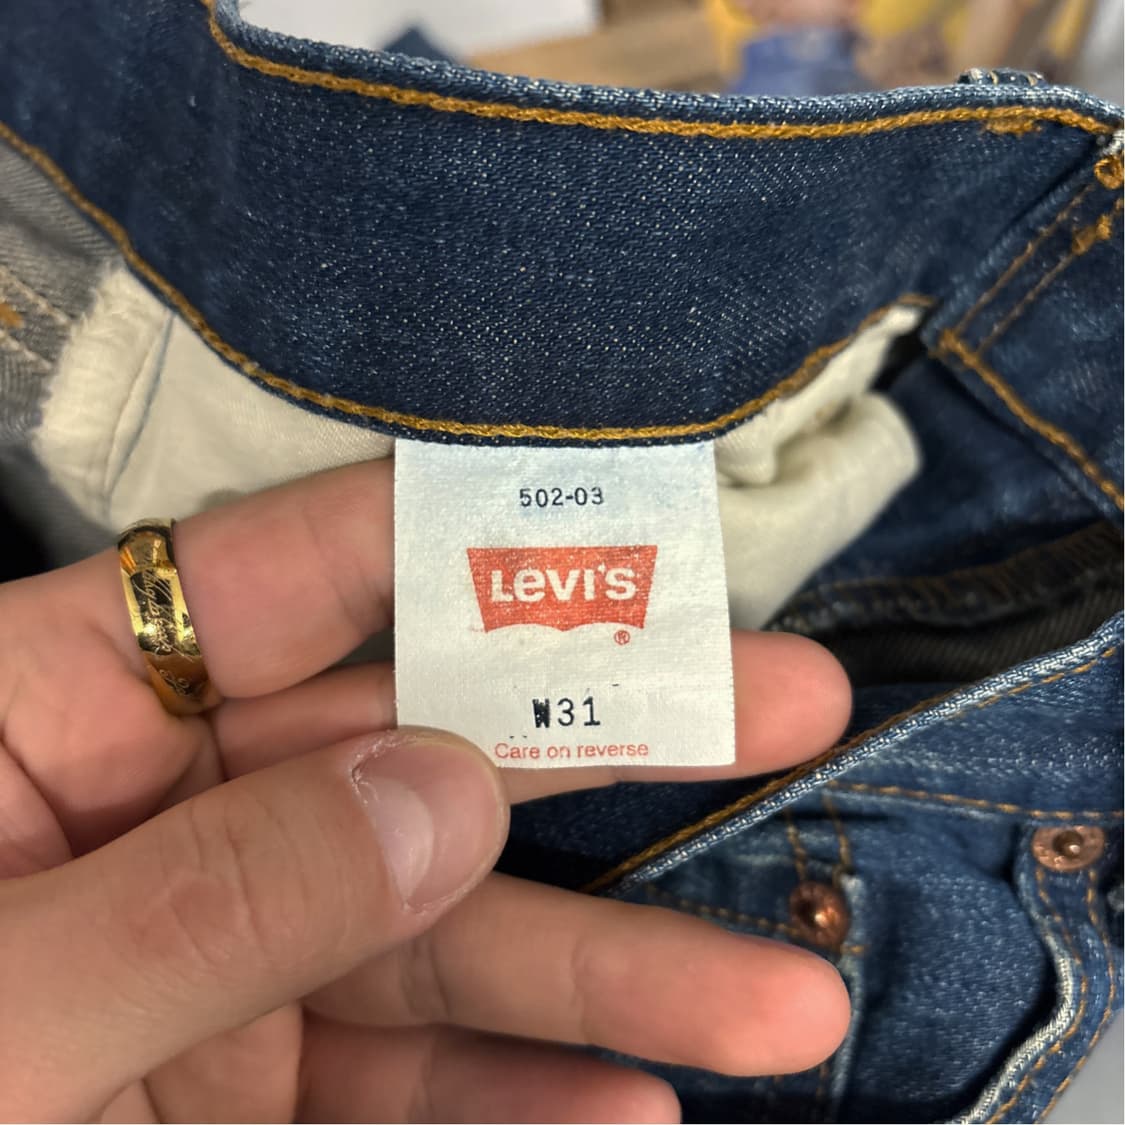 502-03
Levi's
®
W31
Care on reverse